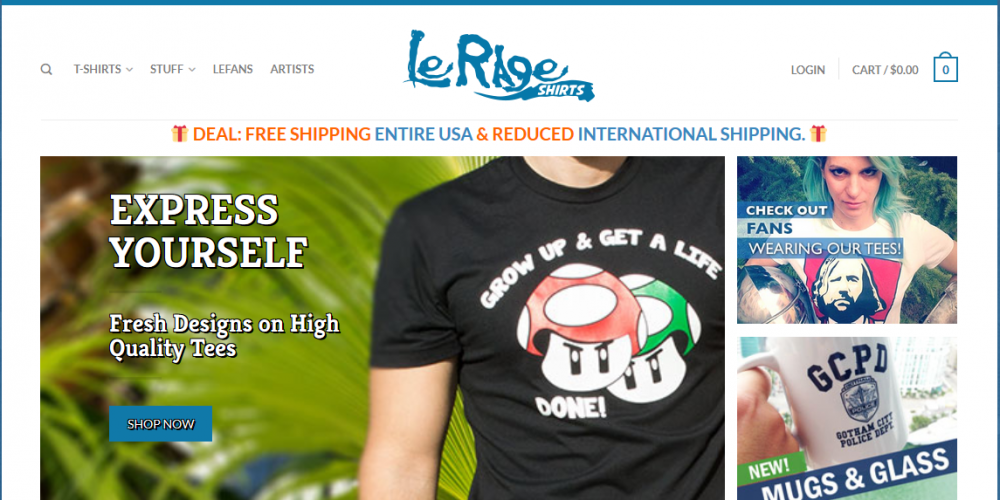 T-SHIRTS
STUFF
LEFANS
ARTISTS
LeRage
SHIRTS
LOGIN
CART / $0.00
0
DEAL: FREE SHIPPING ENTIRE USA & REDUCED INTERNATIONAL SHIPPING.
EXPRESS
YOURSELF
Fresh Designs on High
Quality Tees
SHOP NOW
GROW UP & GET A LIFE
DONE!
CHECK OUT
FANS
WEARING OUR TEES!
GCPD
POLICE
GOTHAM CITY
POLICE DEPT
NEW!
MUGS & GLASS